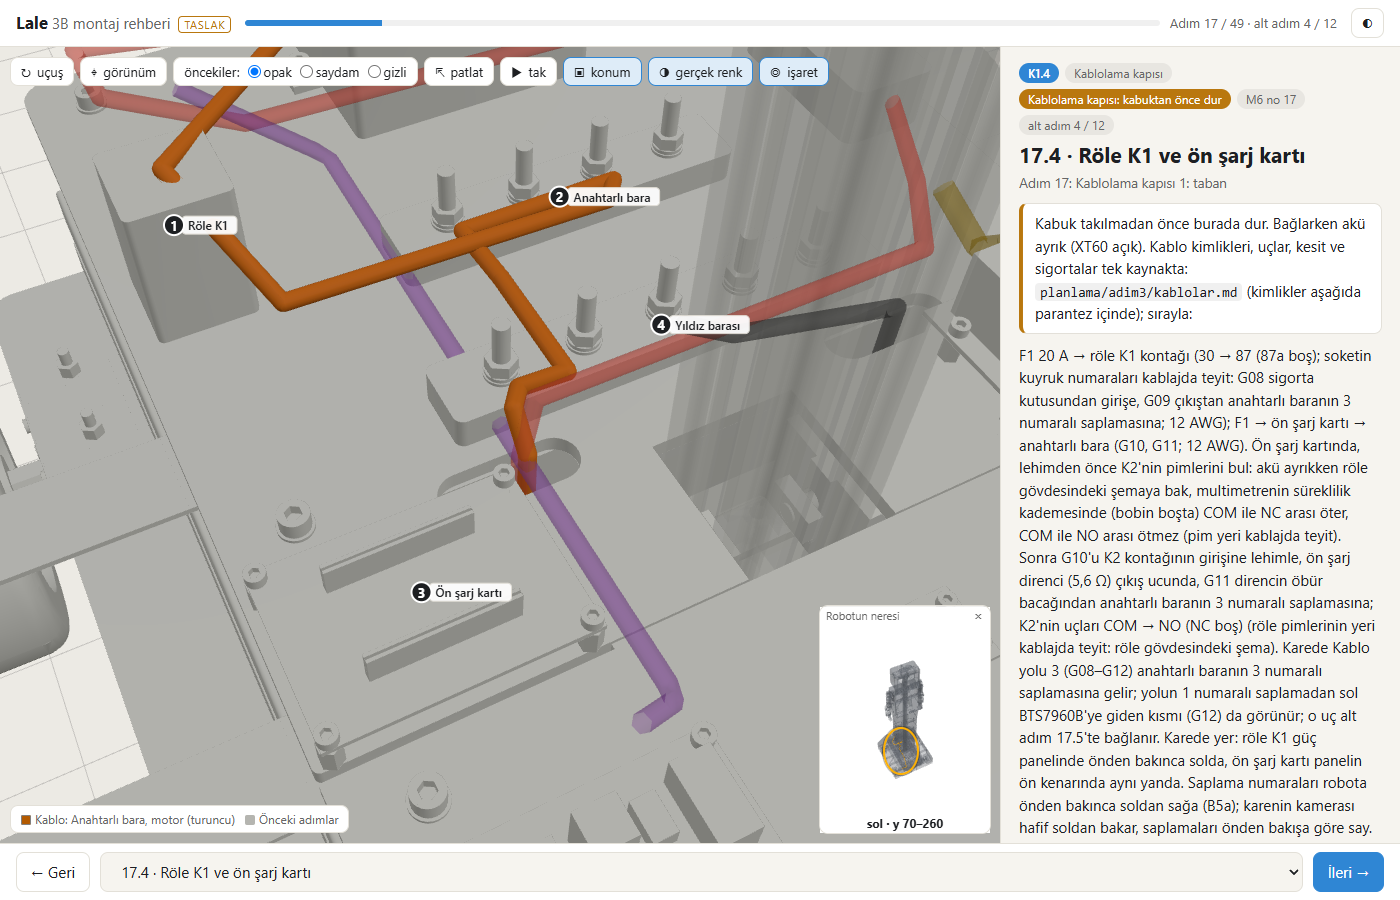 Lale 3B montaj rehberi TASLAK
Adım 17 / 49 · alt adım 4 / 12
↻ uçuş
⌖ görünüm
öncekiler: opak saydam gizli
⇱ patlat
▶ tak
▣ konum
◑ gerçek renk
◎ işaret
1 Röle K1
2 Anahtarlı bara
4 Yıldız barası
3 Ön şarj kartı
Robotun neresi ×
sol · y 70–260
Kablo: Anahtarlı bara, motor (turuncu) Önceki adımlar
K1.4 Kablolama kapısı
Kablolama kapısı: kabuktan önce dur M6 no 17
alt adım 4 / 12
17.4 · Röle K1 ve ön şarj kartı
Adım 17: Kablolama kapısı 1: taban
Kabuk takılmadan önce burada dur. Bağlarken akü
ayrık (XT60 açık). Kablo kimlikleri, uçlar, kesit ve
sigortalar tek kaynakta:
planlama/adim3/kablolar.md (kimlikler aşağıda
parantez içinde); sırayla:
F1 20 A → röle K1 kontağı (30 → 87 (87a boş); soketin
kuyruk numaraları kablajda teyit: G08 sigorta
kutusundan girişe, G09 çıkıştan anahtarlı baranın 3
numaralı saplamasına; 12 AWG); F1 → ön şarj kartı →
anahtarlı bara (G10, G11; 12 AWG). Ön şarj kartında,
lehimden önce K2'nin pimlerini bul: akü ayrıkken röle
gövdesindeki şemaya bak, multimetrenin süreklilik
kademesinde (bobin boşta) COM ile NC arası öter,
COM ile NO arası ötmez (pim yeri kablajda teyit).
Sonra G10'u K2 kontağının girişine lehimle, ön şarj
direnci (5,6 Ω) çıkış ucunda, G11 direncin öbür
bacağından anahtarlı baranın 3 numaralı saplamasına;
K2'nin uçları COM → NO (NC boş) (röle pimlerinin yeri
kablajda teyit: röle gövdesindeki şema). Karede Kablo
yolu 3 (G08–G12) anahtarlı baranın 3 numaralı
saplamasına gelir; yolun 1 numaralı saplamadan sol
BTS7960B'ye giden kısmı (G12) da görünür; o uç alt
adım 17.5'te bağlanır. Karede yer: röle K1 güç
panelinde önden bakınca solda, ön şarj kartı panelin
ön kenarında aynı yanda. Saplama numaraları robota
önden bakınca soldan sağa (B5a); karenin kamerası
hafif soldan bakar, saplamaları önden bakışa göre say.
← Geri
17.4 · Röle K1 ve ön şarj kartı
İleri →